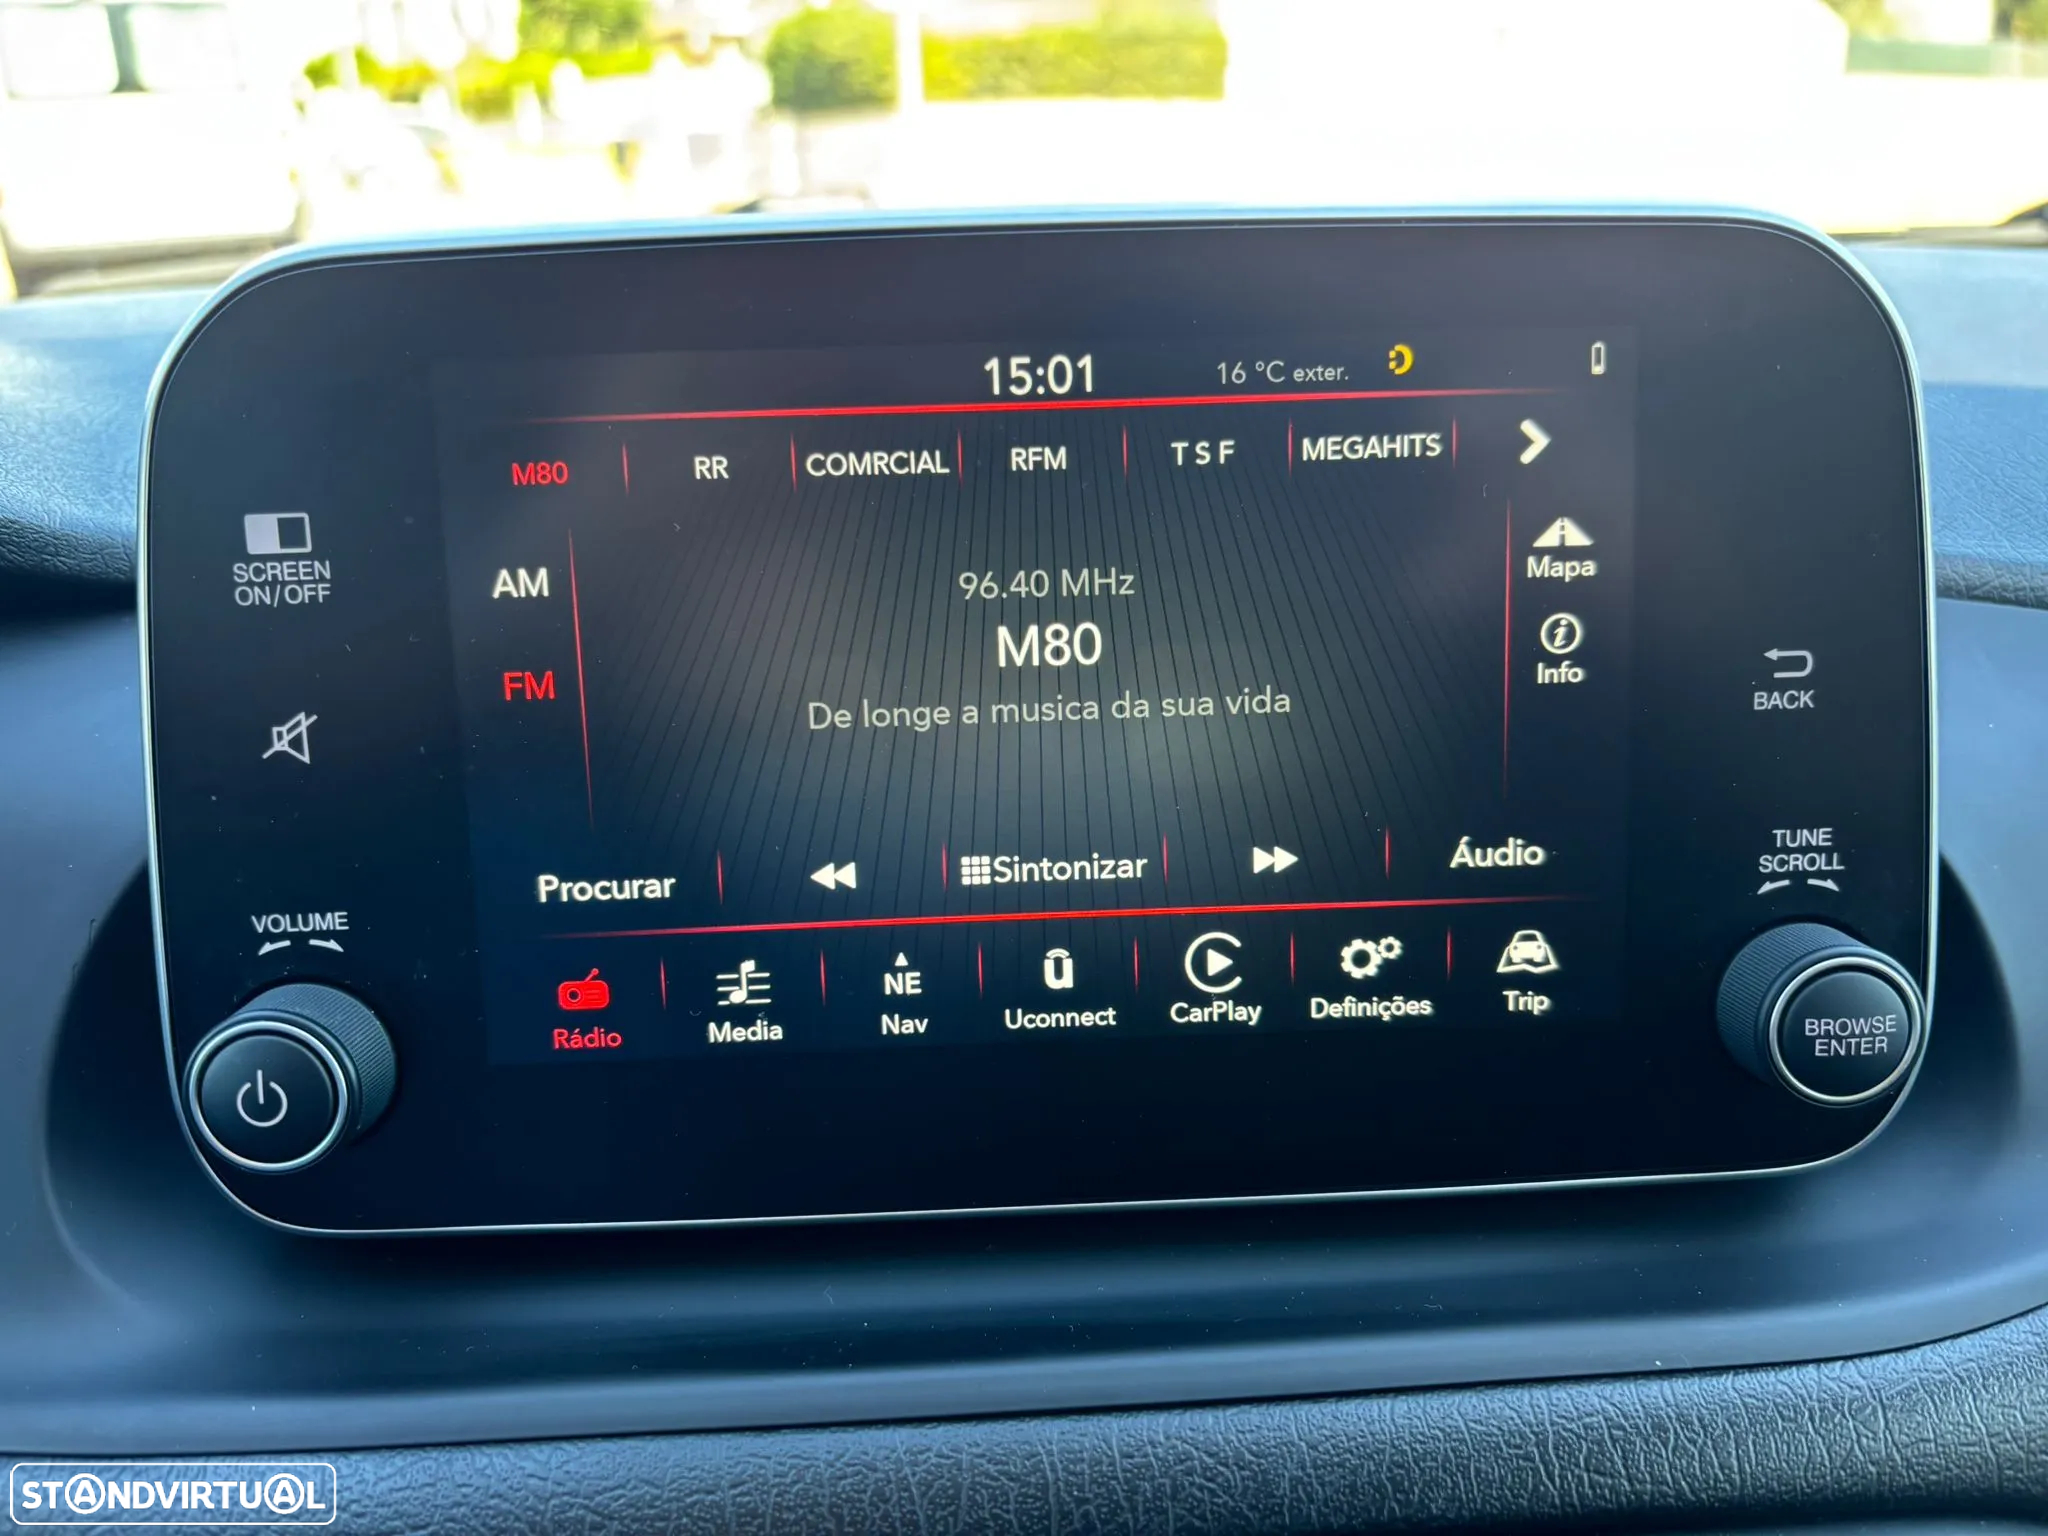 15:01
16 °C exter.
M80
RR
COMRCIAL
RFM
T S F
MEGAHITS
SCREEN
ON/OFF
AM
FM
96.40 MHz
M80
De longe a musica da sua vida
Mapa
Info
BACK
Procurar
Sintonizar
Áudio
VOLUME
TUNE
SCROLL
Rádio
Media
NE
Nav
u
Uconnect
CarPlay
Definições
Trip
BROWSE
ENTER
STANDVIRTUAL